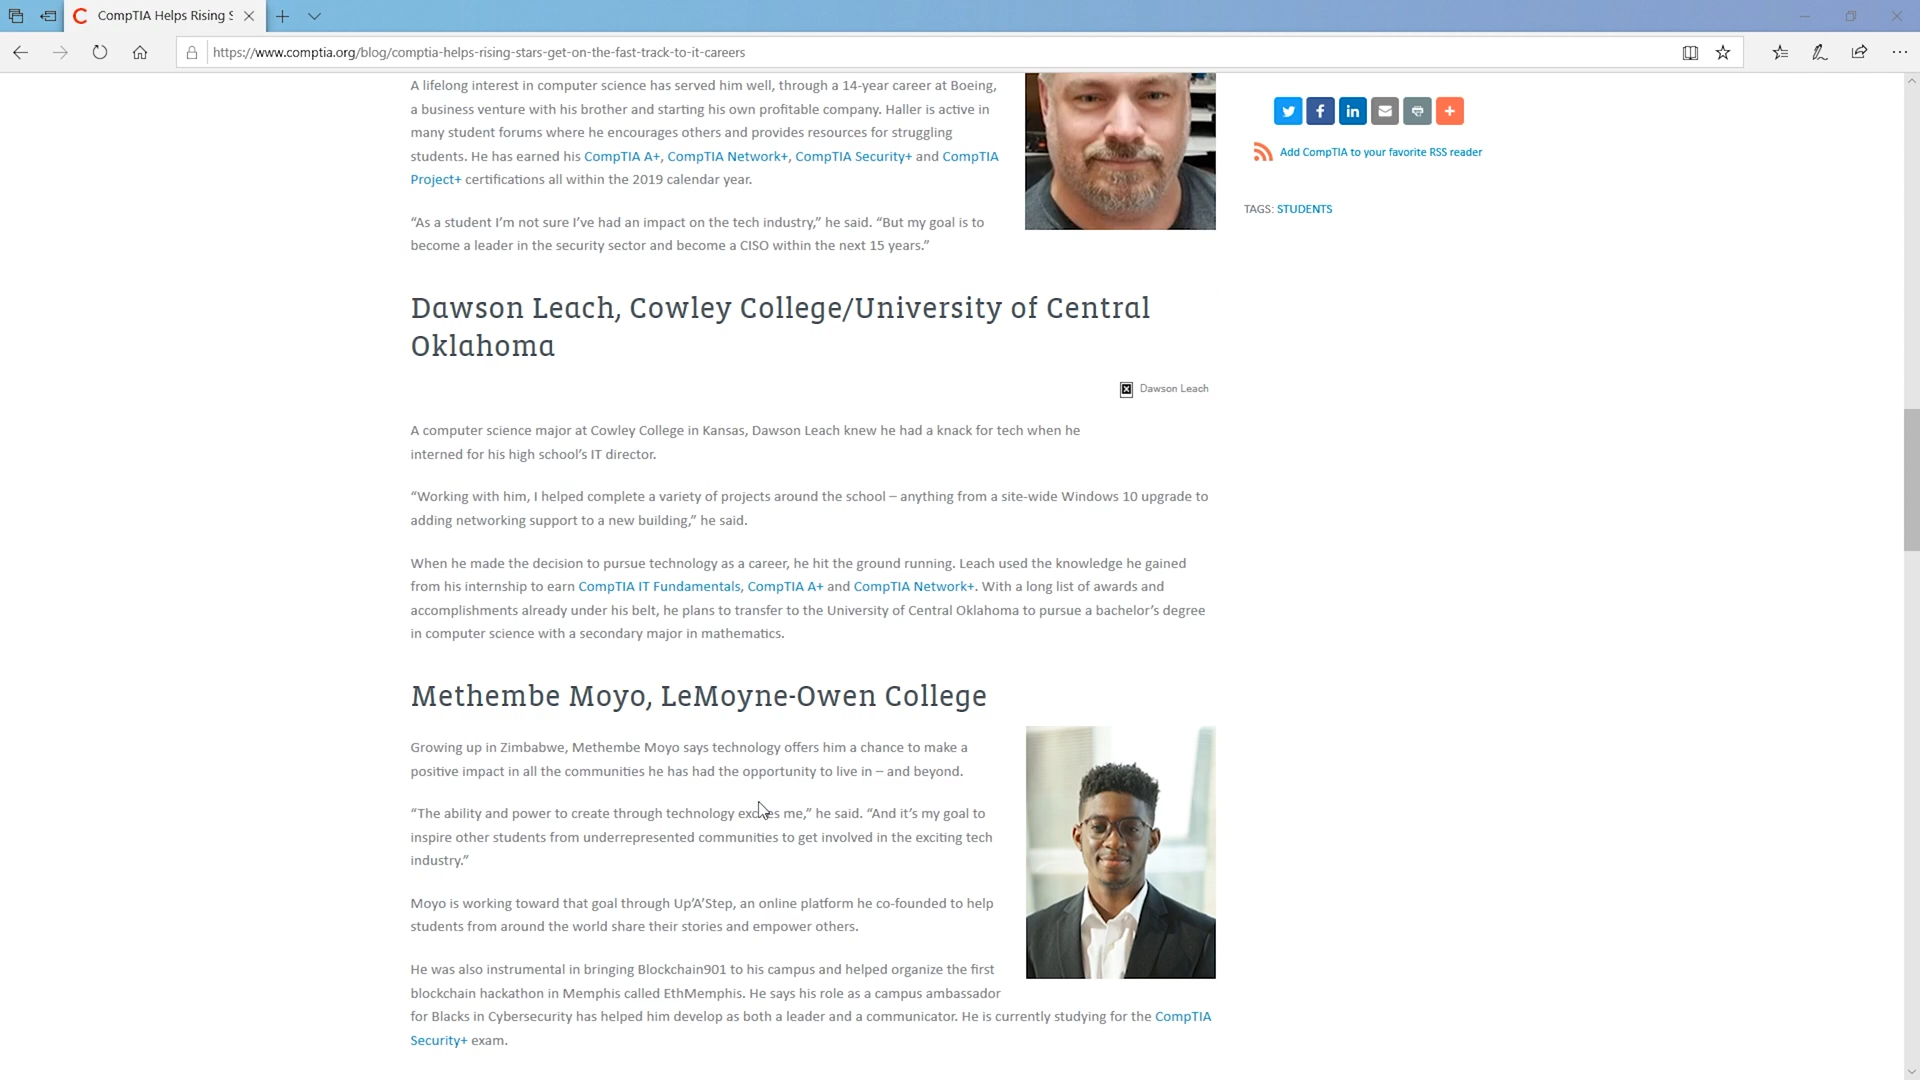 CompTIA Helps Rising S
https://www.comptia.org/blog/comptia-helps-rising-stars-get-on-the-fast-track-to-it-careers
A lifelong interest in computer science has served him well, through a 14-year career at Boeing,
a business venture with his brother and starting his own profitable company. Haller is active in
many student forums where he encourages others and provides resources for struggling
students. He has earned his CompTIA A+, CompTIA Network+, CompTIA Security+ and CompTIA
Project+ certifications all within the 2019 calendar year.
“As a student I’m not sure I’ve had an impact on the tech industry,” he said. “But my goal is to
become a leader in the security sector and become a CISO within the next 15 years.”
Add CompTIA to your favorite RSS reader
TAGS: STUDENTS
Dawson Leach, Cowley College/University of Central
Oklahoma
Dawson Leach
A computer science major at Cowley College in Kansas, Dawson Leach knew he had a knack for tech when he
interned for his high school’s IT director.
“Working with him, I helped complete a variety of projects around the school – anything from a site-wide Windows 10 upgrade to
adding networking support to a new building,” he said.
When he made the decision to pursue technology as a career, he hit the ground running. Leach used the knowledge he gained
from his internship to earn CompTIA IT Fundamentals, CompTIA A+ and CompTIA Network+. With a long list of awards and
accomplishments already under his belt, he plans to transfer to the University of Central Oklahoma to pursue a bachelor’s degree
in computer science with a secondary major in mathematics.
Methembe Moyo, LeMoyne-Owen College
Growing up in Zimbabwe, Methembe Moyo says technology offers him a chance to make a
positive impact in all the communities he has had the opportunity to live in – and beyond.
“The ability and power to create through technology excites me,” he said. “And it’s my goal to
inspire other students from underrepresented communities to get involved in the exciting tech
industry.”
Moyo is working toward that goal through Up’A’Step, an online platform he co-founded to help
students from around the world share their stories and empower others.
He was also instrumental in bringing Blockchain901 to his campus and helped organize the first
blockchain hackathon in Memphis called EthMemphis. He says his role as a campus ambassador
for Blacks in Cybersecurity has helped him develop as both a leader and a communicator. He is currently studying for the CompTIA
Security+ exam.